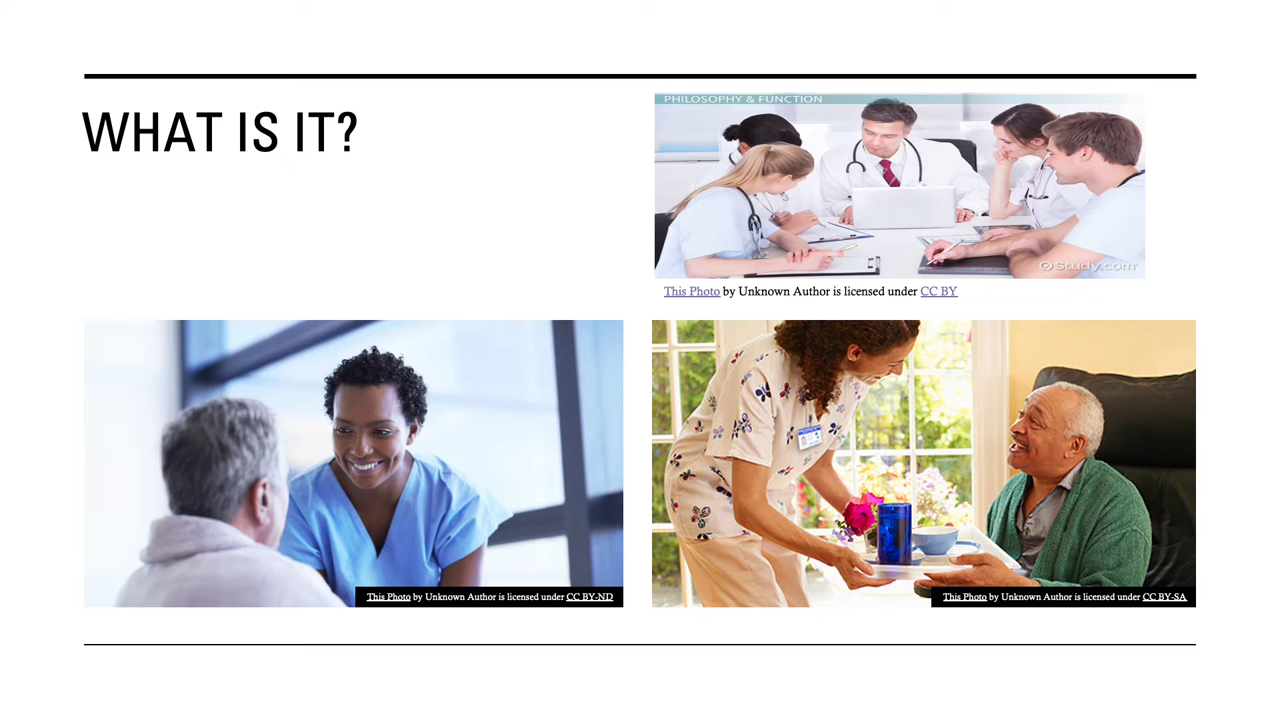 WHAT IS IT?
PHILOSOPHY & FUNCTION
Study.com
This Photo by Unknown Author is licensed under CC BY
This Photo by Unknown Author is licensed under CC BY-ND
This Photo by Unknown Author is licensed under CC BY-SA